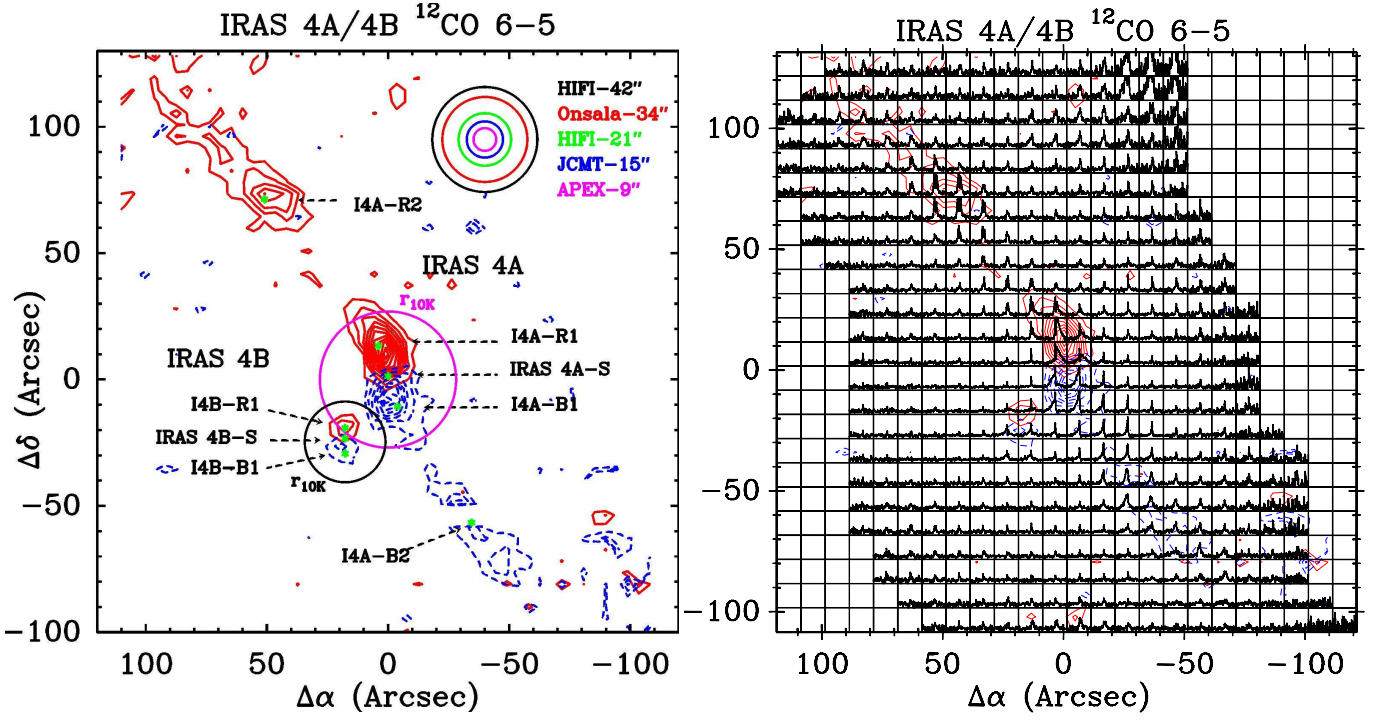 IRAS 4A/4B ¹²CO 6−5
HIFI−42″
Onsala−34″
HIFI−21″
JCMT−15″
APEX−9″
I4A−R2
IRAS 4A
r10K
I4A−R1
IRAS 4A−S
I4A−B1
IRAS 4B
I4B−R1
IRAS 4B−S
I4B−B1
r10K
I4A−B2
100
50
0
−50
−100
Δδ (Arcsec)
100
50
0
−50
−100
Δα (Arcsec)
IRAS 4A/4B ¹²CO 6−5
100
50
0
−50
−100
100
50
0
−50
−100
Δα (Arcsec)